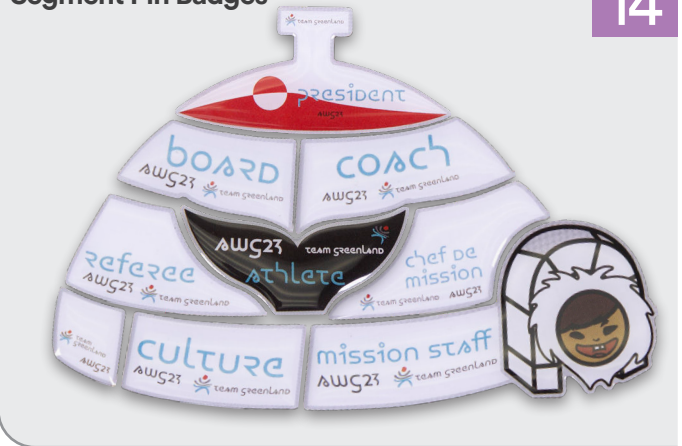 Segment Pin Badges
14
TEAM GREENLAND
PRESIDENT
AWG23
BOARD
AWG23 TEAM GREENLAND
COACH
AWG23 TEAM GREENLAND
REFEREE
AWG23 TEAM GREENLAND
AWG23 TEAM GREENLAND
ATHLETE
CHEF DE
MISSION
TEAM GREENLAND AWG23
TEAM
GREENLAND
AWG23
CULTURE
AWG23 TEAM GREENLAND
MISSION STAFF
AWG23 TEAM GREENLAND